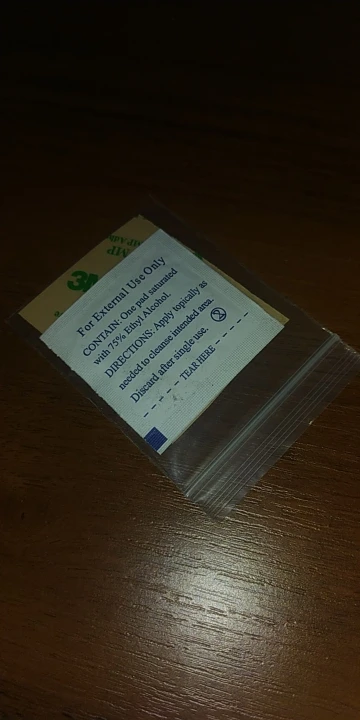 3M
For External Use Only
CONTAIN: One pad saturated
with 75% Ethyl Alcohol.
DIRECTIONS: Apply topically as
needed to cleanse intended area.
Discard after single use.
TEAR HERE